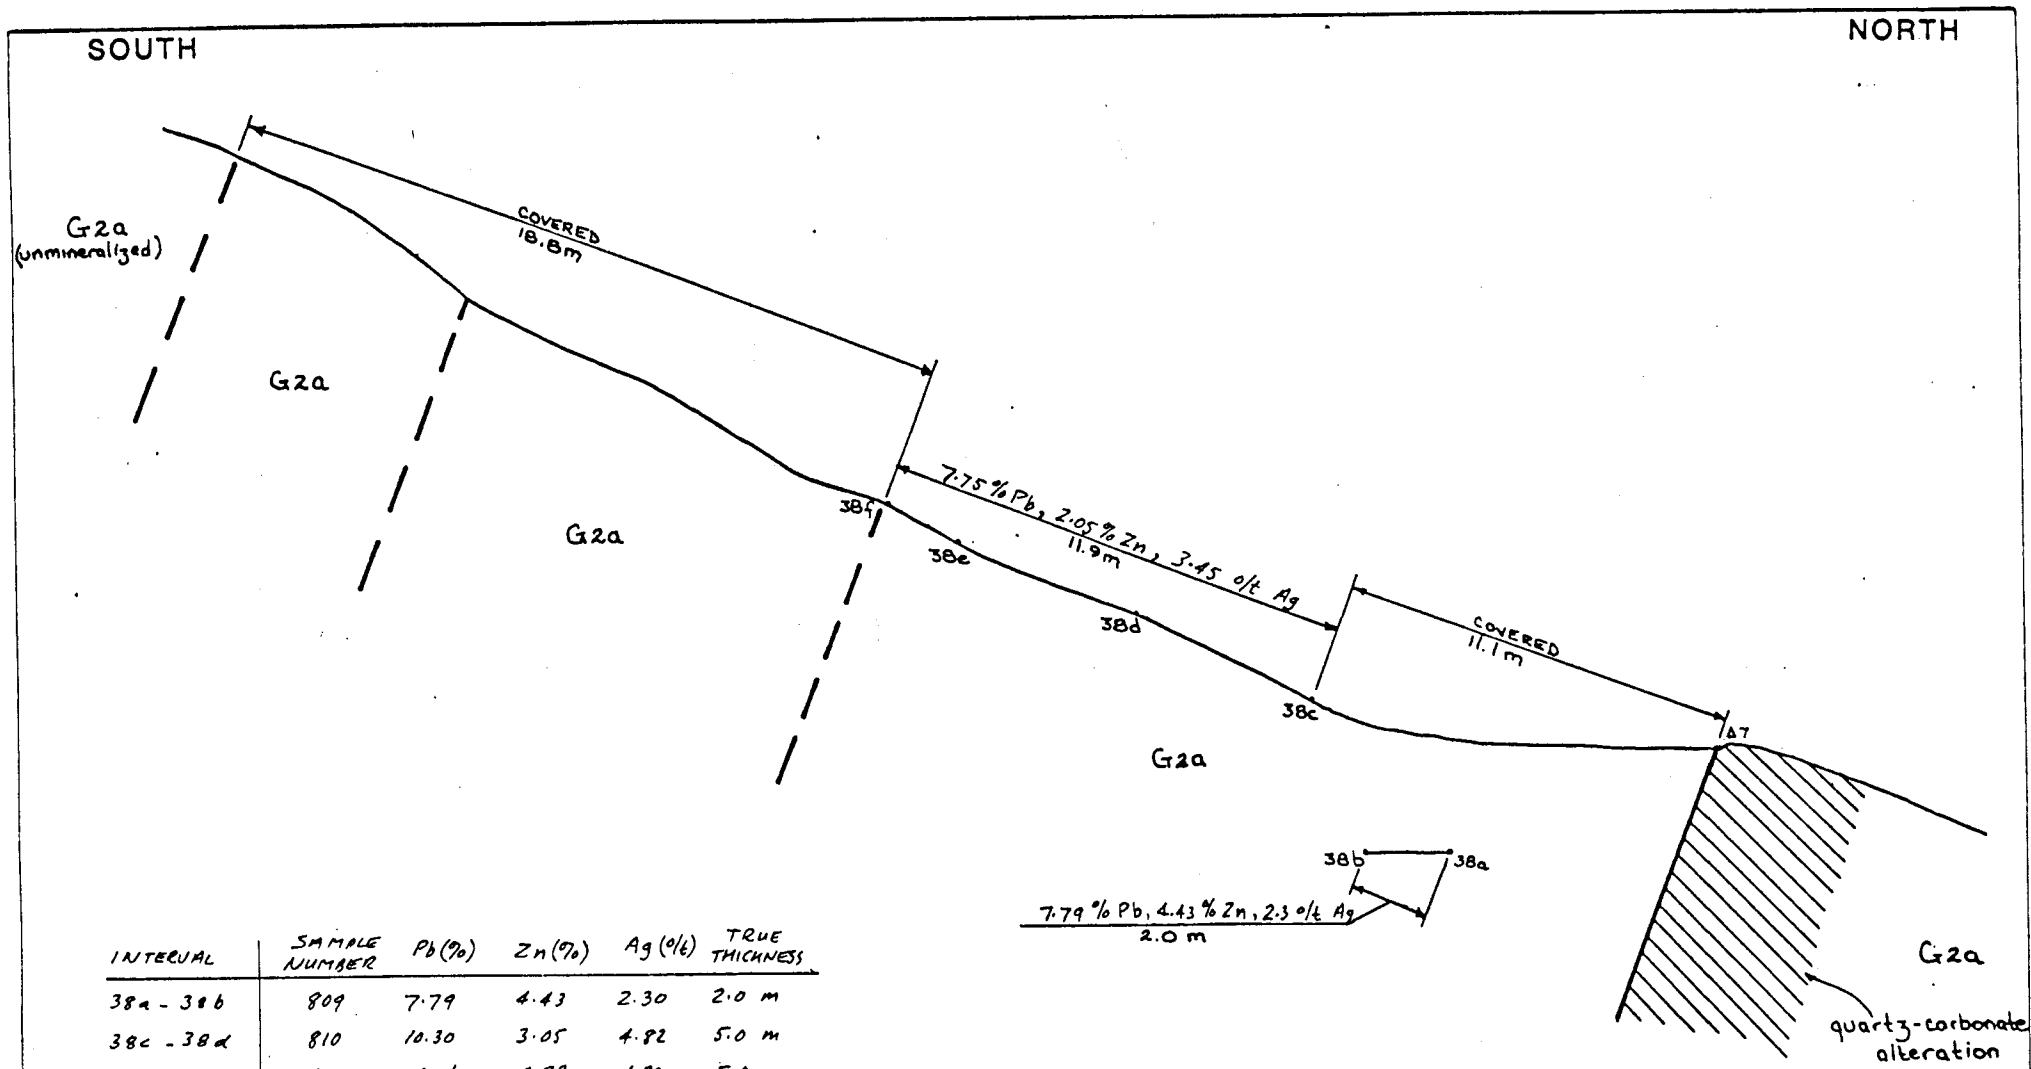 SOUTH
NORTH
G2a
(unmineralized)
COVERED
18.8m
G2a
G2a
38f
38e
7.75 % Pb, 2.05 % Zn, 3.45 o/t Ag
11.9m
38d
38c
COVERED
11.1 m
Δ7
G2a
38b
38a
7.79 % Pb, 4.43 % Zn, 2.3 o/t Ag
2.0 m
G2a
quartz-carbonate
alteration
INTERVAL SAMPLE NUMBER Pb (%) Zn (%) Ag (o/t) TRUE THICKNESS
38a - 38b 809 7.79 4.43 2.30 2.0 m
38c - 38d 810 10.30 3.05 4.82 5.0 m